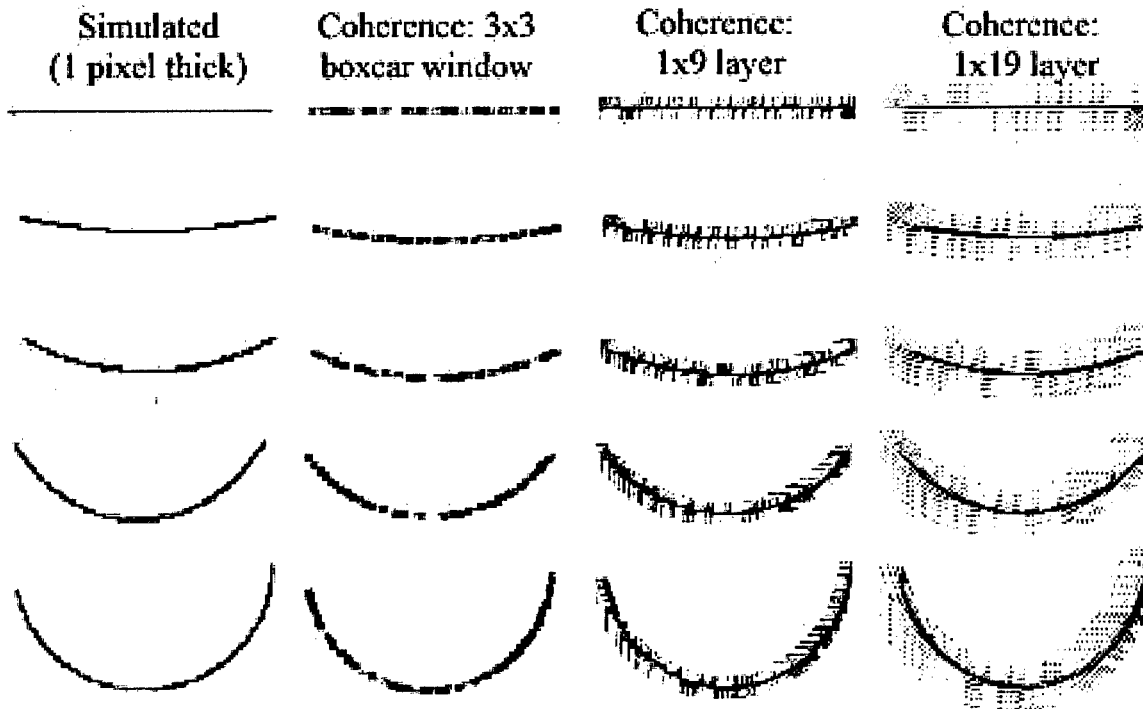 Simulated
(1 pixel thick)
Coherence: 3x3
boxcar window
Coherence:
1x9 layer
Coherence:
1x19 layer